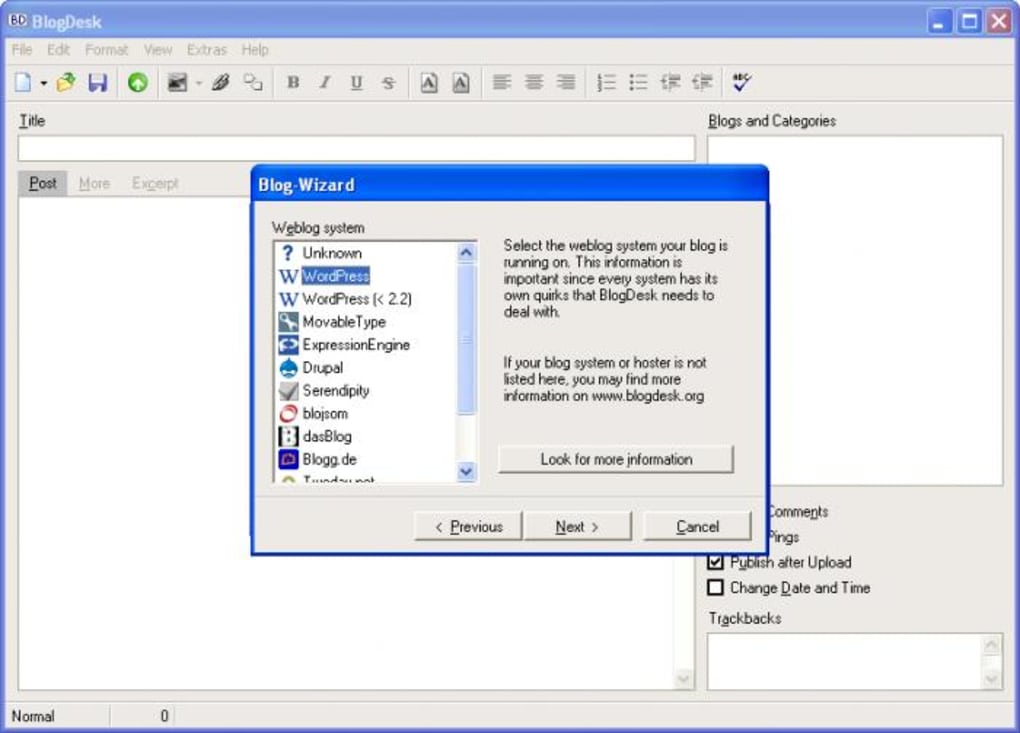 BD BlogDesk
File Edit Format View Extras Help
B I U S A A ABC
Title
Blogs and Categories
Post More Excerpt
Blog-Wizard
Weblog system
? Unknown
WordPress
WordPress (< 2.2)
MovableType
ExpressionEngine
Drupal
Serendipity
blojsom
dasBlog
Blogg.de
Select the weblog system your blog is
running on. This information is
important since every system has its
own quirks that BlogDesk needs to
deal with.
If your blog system or hoster is not
listed here, you may find more
information on www.blogdesk.org
Look for more information
< Previous Next > Cancel
Comments
Pings
Publish after Upload
Change Date and Time
Trackbacks
Normal 0